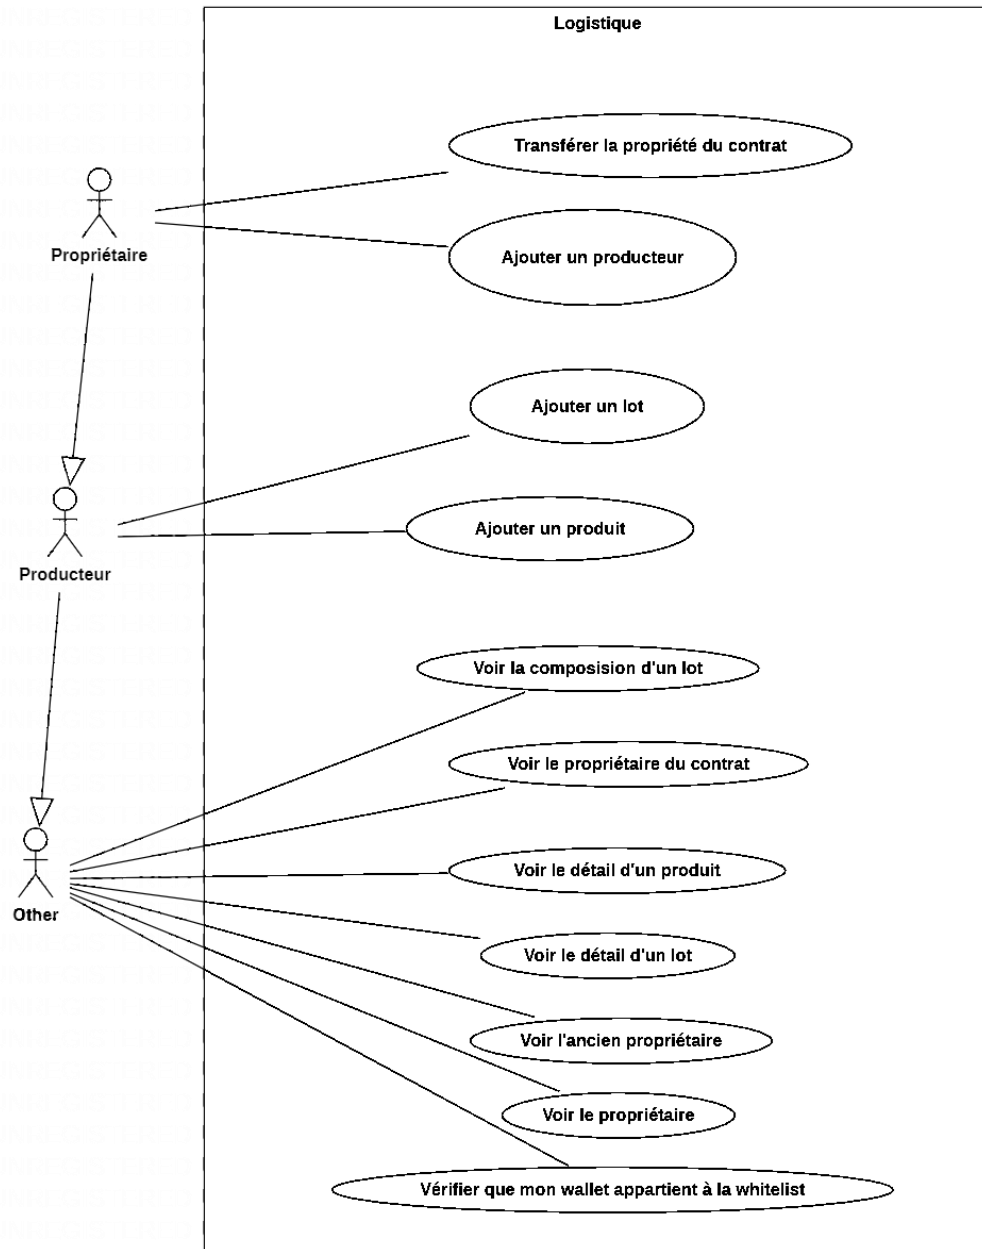 Logistique
Transférer la propriété du contrat
Propriétaire
Ajouter un producteur
Ajouter un lot
Ajouter un produit
Producteur
Voir la composision d'un lot
Voir le propriétaire du contrat
Voir le détail d'un produit
Other
Voir le détail d'un lot
Voir l'ancien propriétaire
Voir le propriétaire
Vérifier que mon wallet appartient à la whitelist